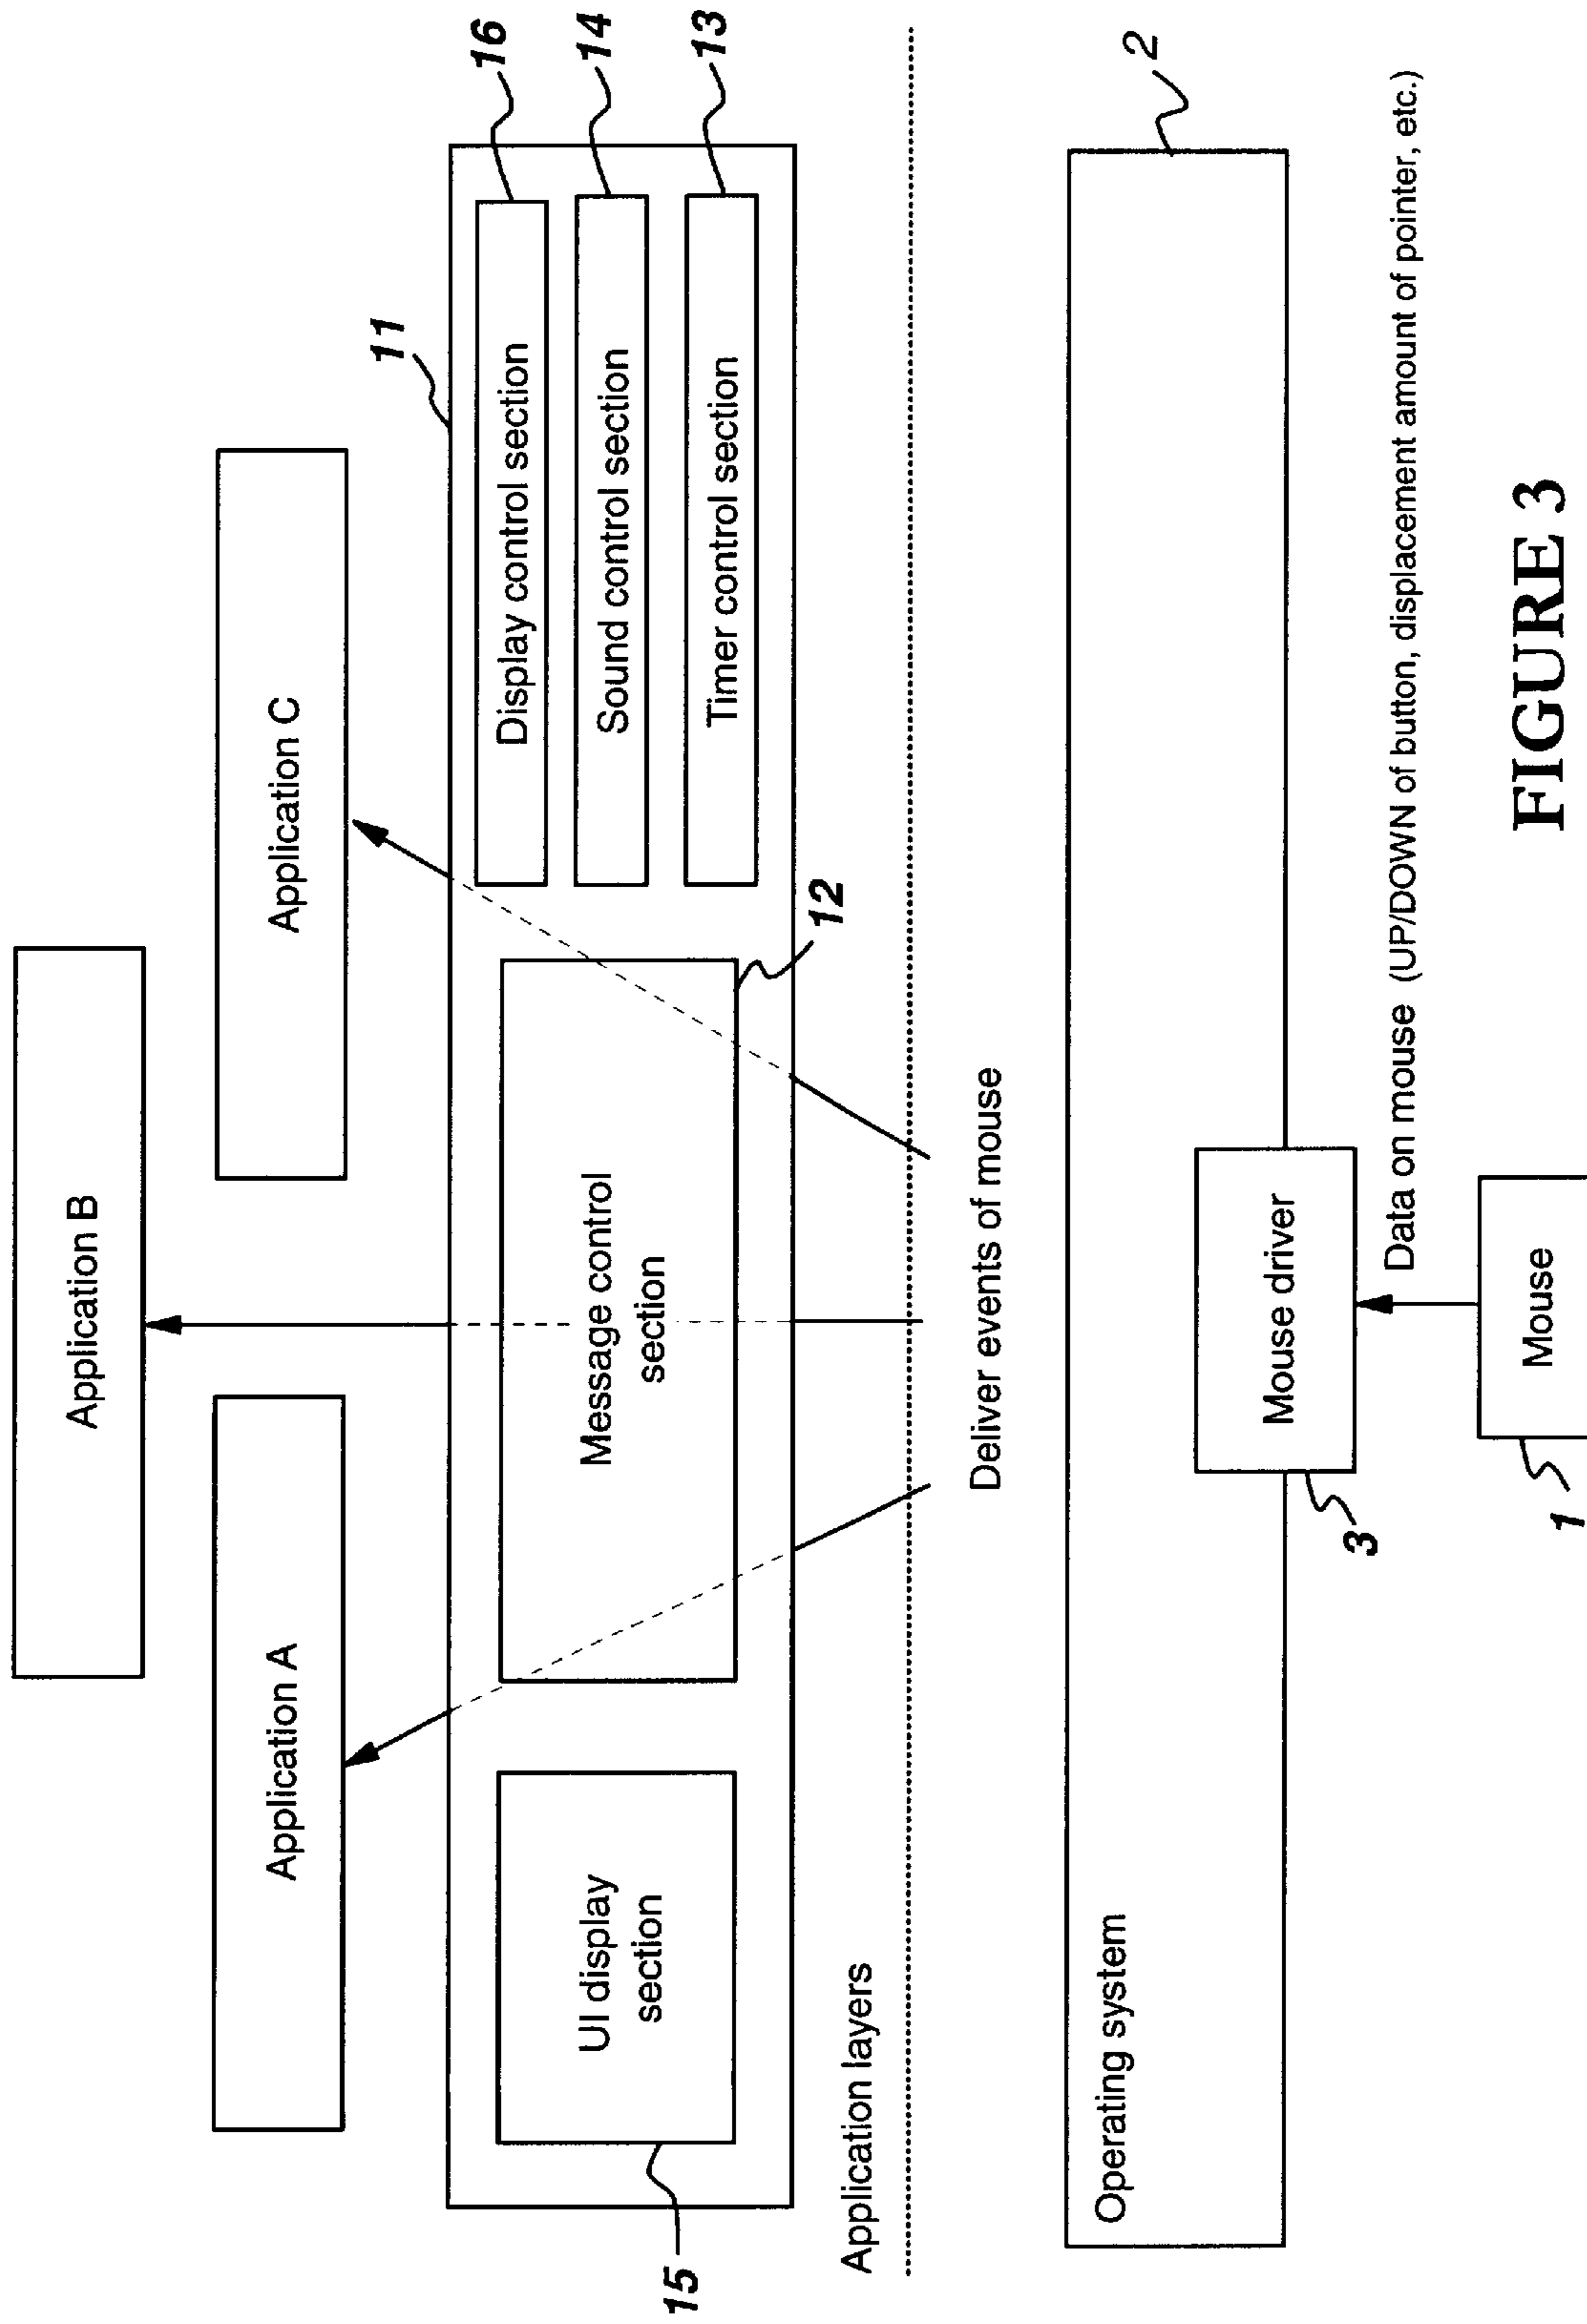 Application B
Application A
Application C
11
16
Display control section
14
Sound control section
13
Timer control section
Message control
section
12
UI display
section
15
Application layers
Deliver events of mouse
2
Operating system
Mouse driver
3
Data on mouse (UP/DOWN of button, displacement amount of pointer, etc.)
Mouse
1
FIGURE 3